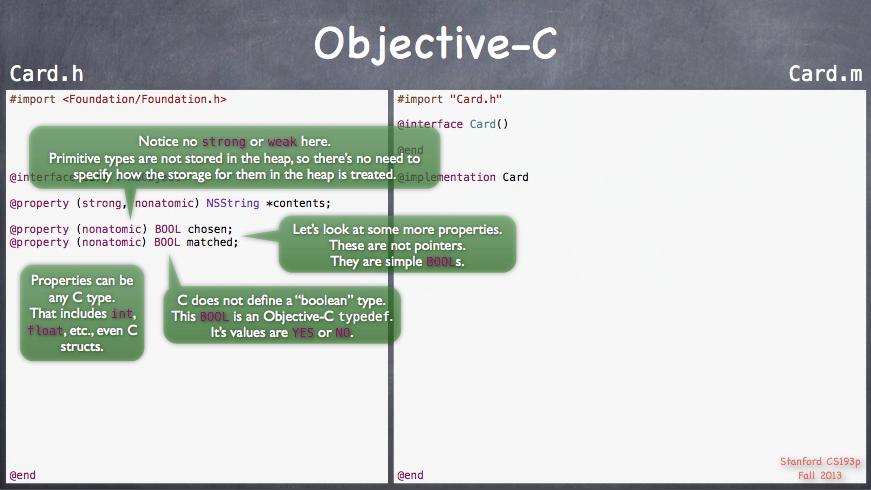 Objective-C
Card.h
Card.m
#import <Foundation/Foundation.h>
Notice no strong or weak here.
Primitive types are not stored in the heap, so there's no need to
specify how the storage for them in the heap is treated.
@interface
@property (strong, nonatomic) NSString *contents;
@property (nonatomic) BOOL chosen;
@property (nonatomic) BOOL matched;
Let's look at some more properties.
These are not pointers.
They are simple BOOLs.
Properties can be
any C type.
That includes int,
float, etc., even C
structs.
C does not define a "boolean" type.
This BOOL is an Objective-C typedef.
It's values are YES or NO.
@end
#import "Card.h"
@interface Card()
@end
@implementation Card
@end
Stanford CS193p
Fall 2013